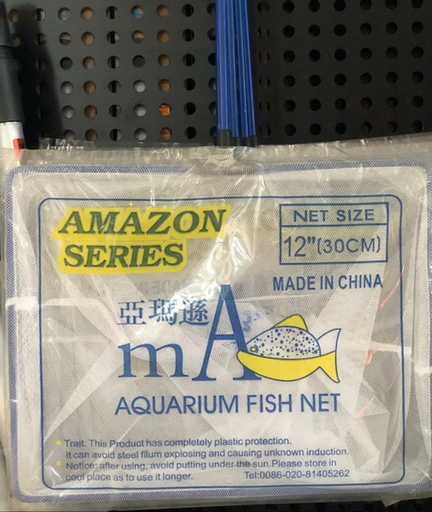 AMAZON
SERIES
NET SIZE
12"(30CM)
MADE IN CHINA
亞瑪遜
mA
AQUARIUM FISH NET
Trait: This Product has completely plastic protection.
it can avoid steel filum explosing and causing unknown induction.
Notice: after using, avoid putting under the sun.Please store in
cool place as to use it longer.
Tel:0086-020-81405262